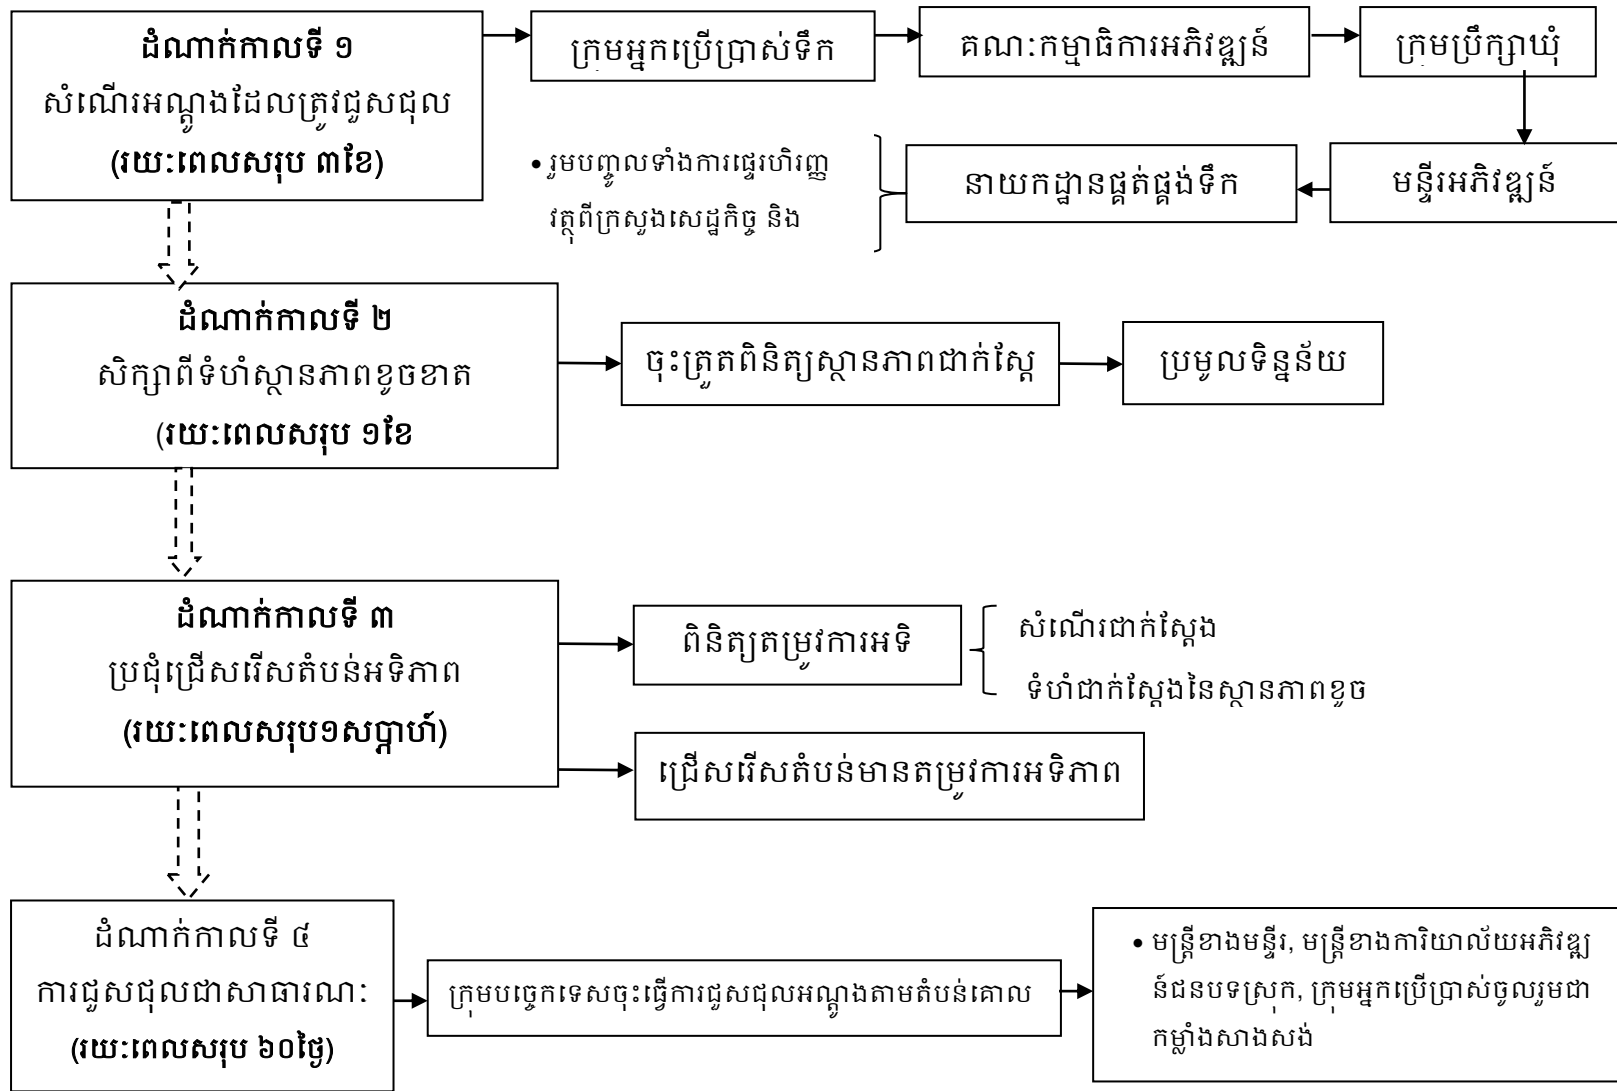 ដំណាក់កាលទី ១
សំណើរអណ្តូងដែលត្រូវជួសជុល
(រយៈពេលសរុប ៣ខែ)
ក្រុមអ្នកប្រើប្រាស់ទឹក
គណៈកម្មាធិការអភិវឌ្ឍន៍
ក្រុមប្រឹក្សាឃុំ
មន្ទីរអភិវឌ្ឍន៍
នាយកដ្ឋានផ្គត់ផ្គង់ទឹក
• រួមបញ្ចូលទាំងការផ្ទេរហិរញ្ញ
វត្ថុពីក្រសួងសេដ្ឋកិច្ច និង
ដំណាក់កាលទី ២
សិក្សាពីទំហំស្ថានភាពខូចខាត
(រយៈពេលសរុប ១ខែ
ចុះត្រួតពិនិត្យស្ថានភាពជាក់ស្តែ
ប្រមូលទិន្នន័យ
ដំណាក់កាលទី ៣
ប្រជុំជ្រើសរើសតំបន់អទិភាព
(រយៈពេលសរុប១សប្តាហ៍)
ពិនិត្យតម្រូវការអទិ
សំណើរជាក់ស្តែង
ទំហំជាក់ស្តែងនៃស្ថានភាពខូច
ជ្រើសរើសតំបន់មានតម្រូវការអទិភាព
ដំណាក់កាលទី ៤
ការជួសជុលជាសាធារណៈ
(រយៈពេលសរុប ៦០ថ្ងៃ)
ក្រុមបច្ចេកទេសចុះធ្វើការជួសជុលអណ្តូងតាមតំបន់គោល
• មន្ត្រីខាងមន្ទីរ, មន្ត្រីខាងការិយាល័យអភិវឌ្ឍ
ន៍ជនបទស្រុក, ក្រុមអ្នកប្រើប្រាស់ចូលរួមជា
កម្លាំងសាងសង់